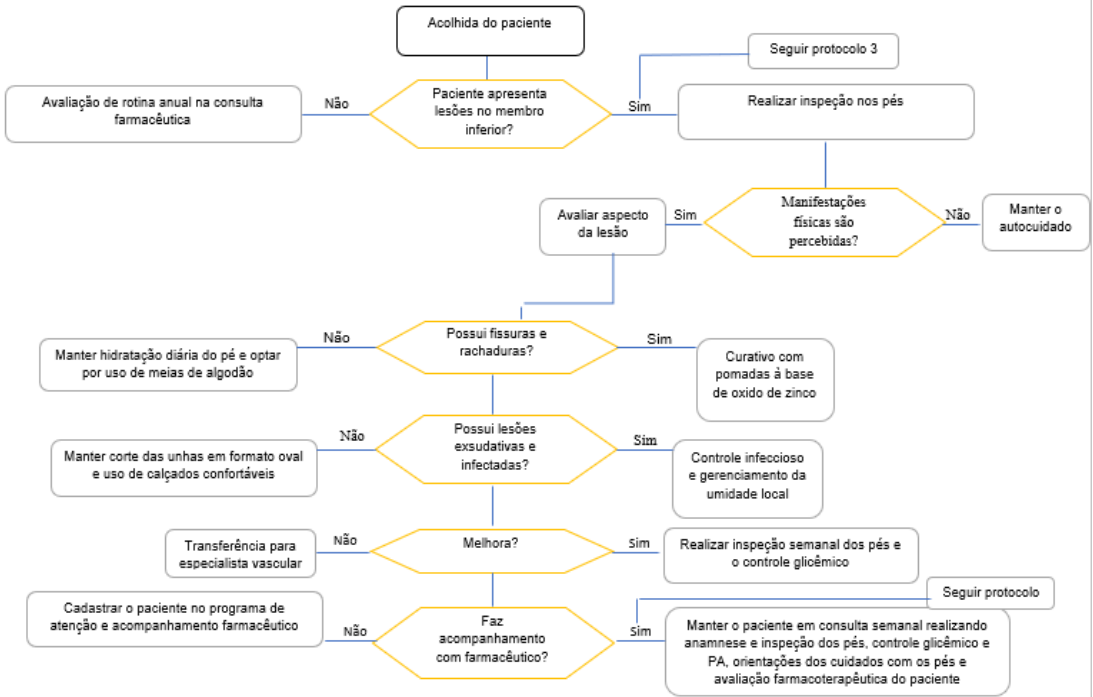 Acolhida do paciente
Seguir protocolo 3
Avaliação de rotina anual na consulta
farmacêutica
Não
Paciente apresenta
lesões no membro
inferior?
Sim
Realizar inspeção nos pés
Avaliar aspecto
da lesão
Sim
Manifestações
físicas são
percebidas?
Não
Manter o
autocuidado
Manter hidratação diária do pé e optar
por uso de meias de algodão
Não
Possui fissuras e
rachaduras?
Sim
Curativo com
pomadas à base
de oxido de zinco
Manter corte das unhas em formato oval
e uso de calçados confortáveis
Não
Possui lesões
exsudativas e
infectadas?
Sim
Controle infeccioso
e gerenciamento da
umidade local
Transferência para
especialista vascular
Não
Melhora?
Sim
Realizar inspeção semanal dos pés e
o controle glicêmico
Seguir protocolo
Cadastrar o paciente no programa de
atenção e acompanhamento farmacêutico
Não
Faz
acompanhamento
com farmacêutico?
Sim
Manter o paciente em consulta semanal realizando
anamnese e inspeção dos pés, controle glicêmico e
PA, orientações dos cuidados com os pés e
avaliação farmacoterapêutica do paciente